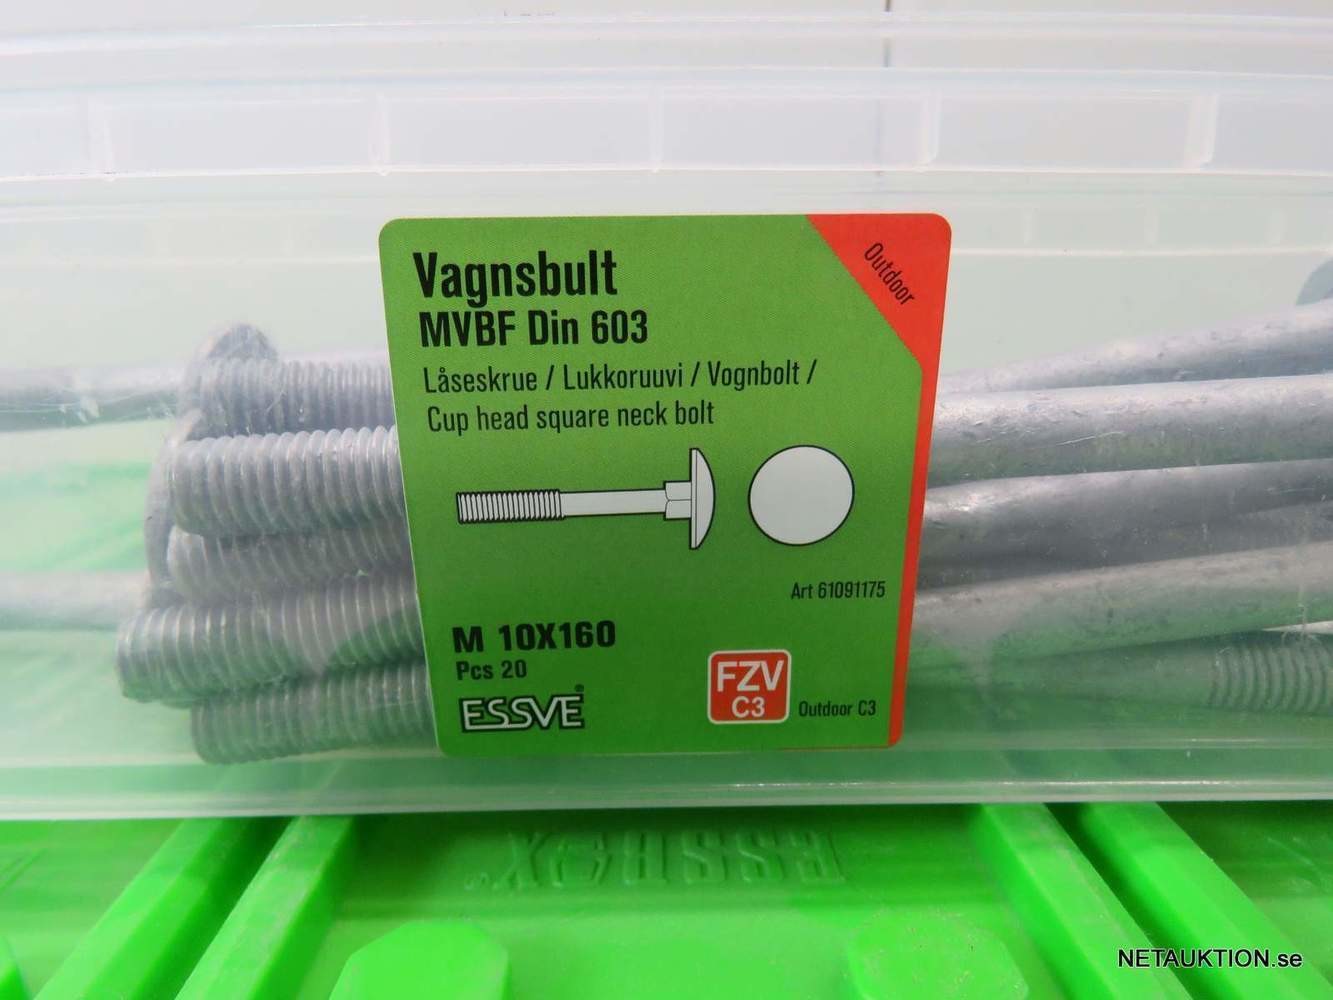 Outdoor
Vagnsbult
MVBF Din 603
Låseskrue / Lukkoruuvi / Vognbolt /
Cup head square neck bolt
Art 61091175
M 10X160
Pcs 20
ESSVE®
FZV
C3
Outdoor C3
ESSBOX
NETAUKTION.se